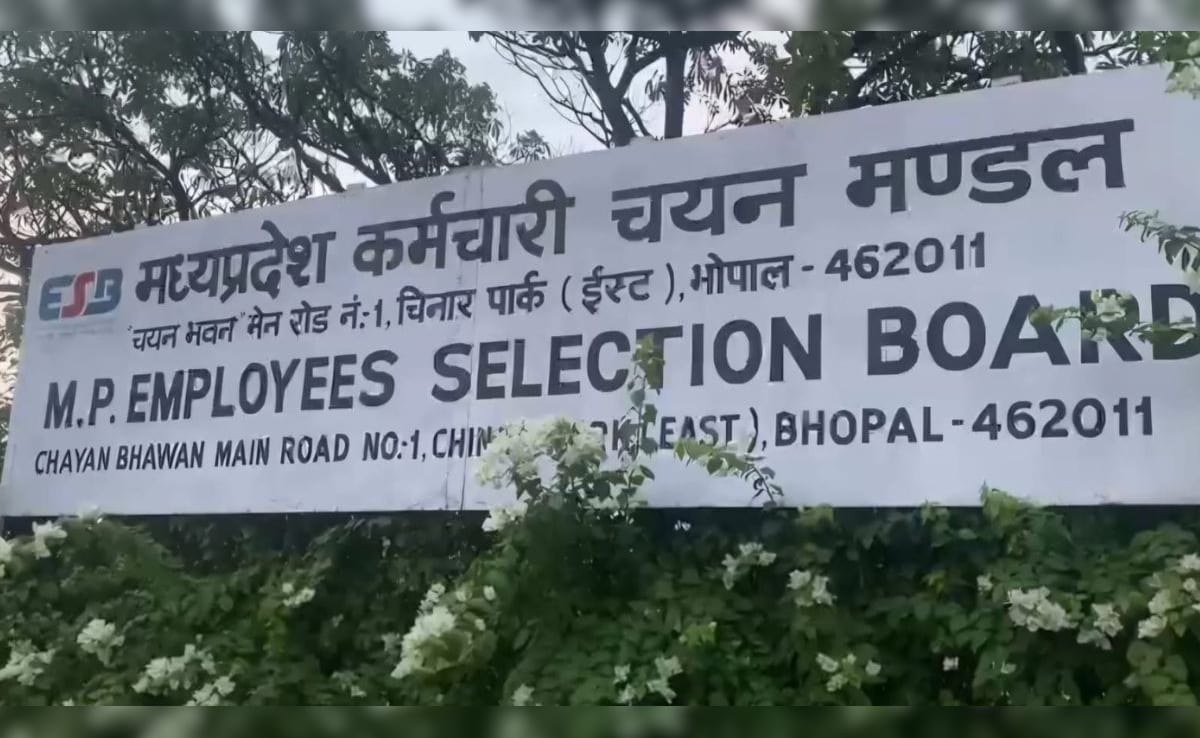 ESB मध्यप्रदेश कर्मचारी चयन मण्डल
"चयन भवन" मेन रोड नं:-1, चिनार पार्क ( ईस्ट ), भोपाल - 462011
M.P. EMPLOYEES SELECTION BOARD
CHAYAN BHAWAN MAIN ROAD NO:-1, (EAST ), BHOPAL - 462011